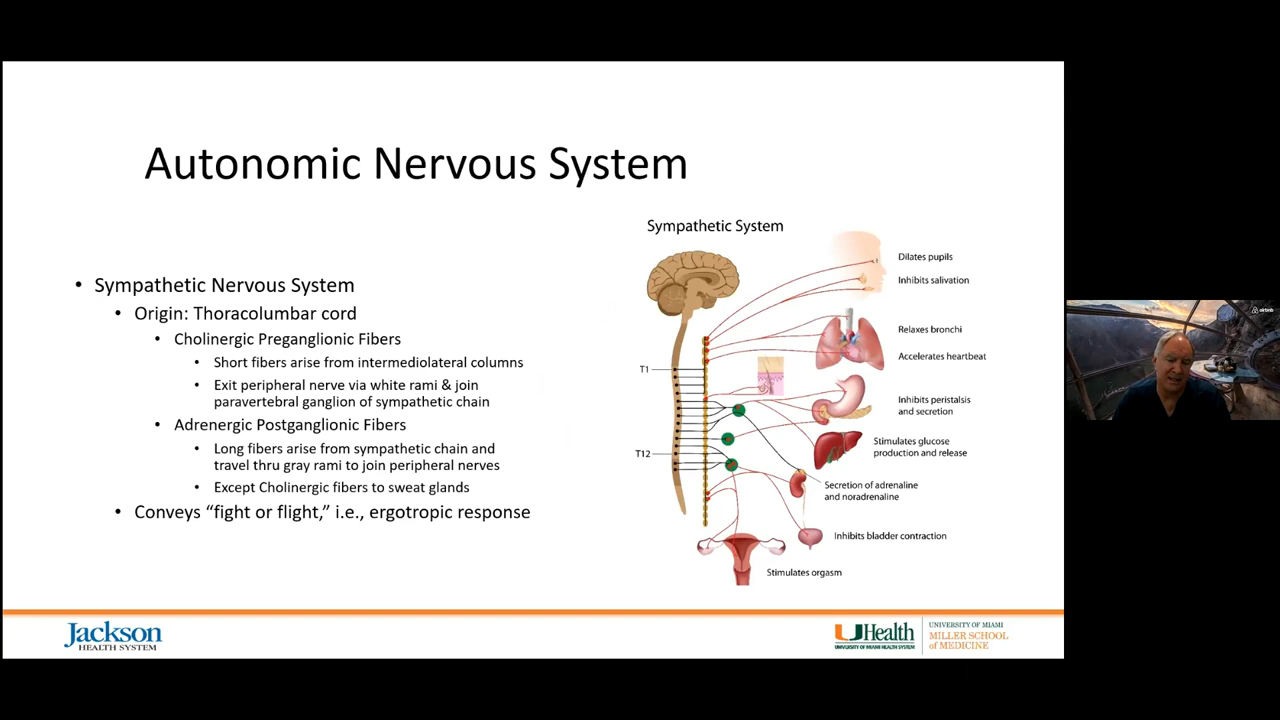 Autonomic Nervous System
• Sympathetic Nervous System
• Origin: Thoracolumbar cord
• Cholinergic Preganglionic Fibers
• Short fibers arise from intermediolateral columns
• Exit peripheral nerve via white rami & join
paravertebral ganglion of sympathetic chain
• Adrenergic Postganglionic Fibers
• Long fibers arise from sympathetic chain and
travel thru gray rami to join peripheral nerves
• Except Cholinergic fibers to sweat glands
• Conveys “fight or flight,” i.e., ergotropic response
Sympathetic System
Dilates pupils
Inhibits salivation
Relaxes bronchi
Accelerates heartbeat
T1
Inhibits peristalsis
and secretion
Stimulates glucose
production and release
T12
Secretion of adrenaline
and noradrenaline
Inhibits bladder contraction
Stimulates orgasm
airbnb
Jackson
HEALTH SYSTEM
UHealth
UNIVERSITY OF MIAMI HEALTH SYSTEM
UNIVERSITY OF MIAMI
MILLER SCHOOL
of MEDICINE